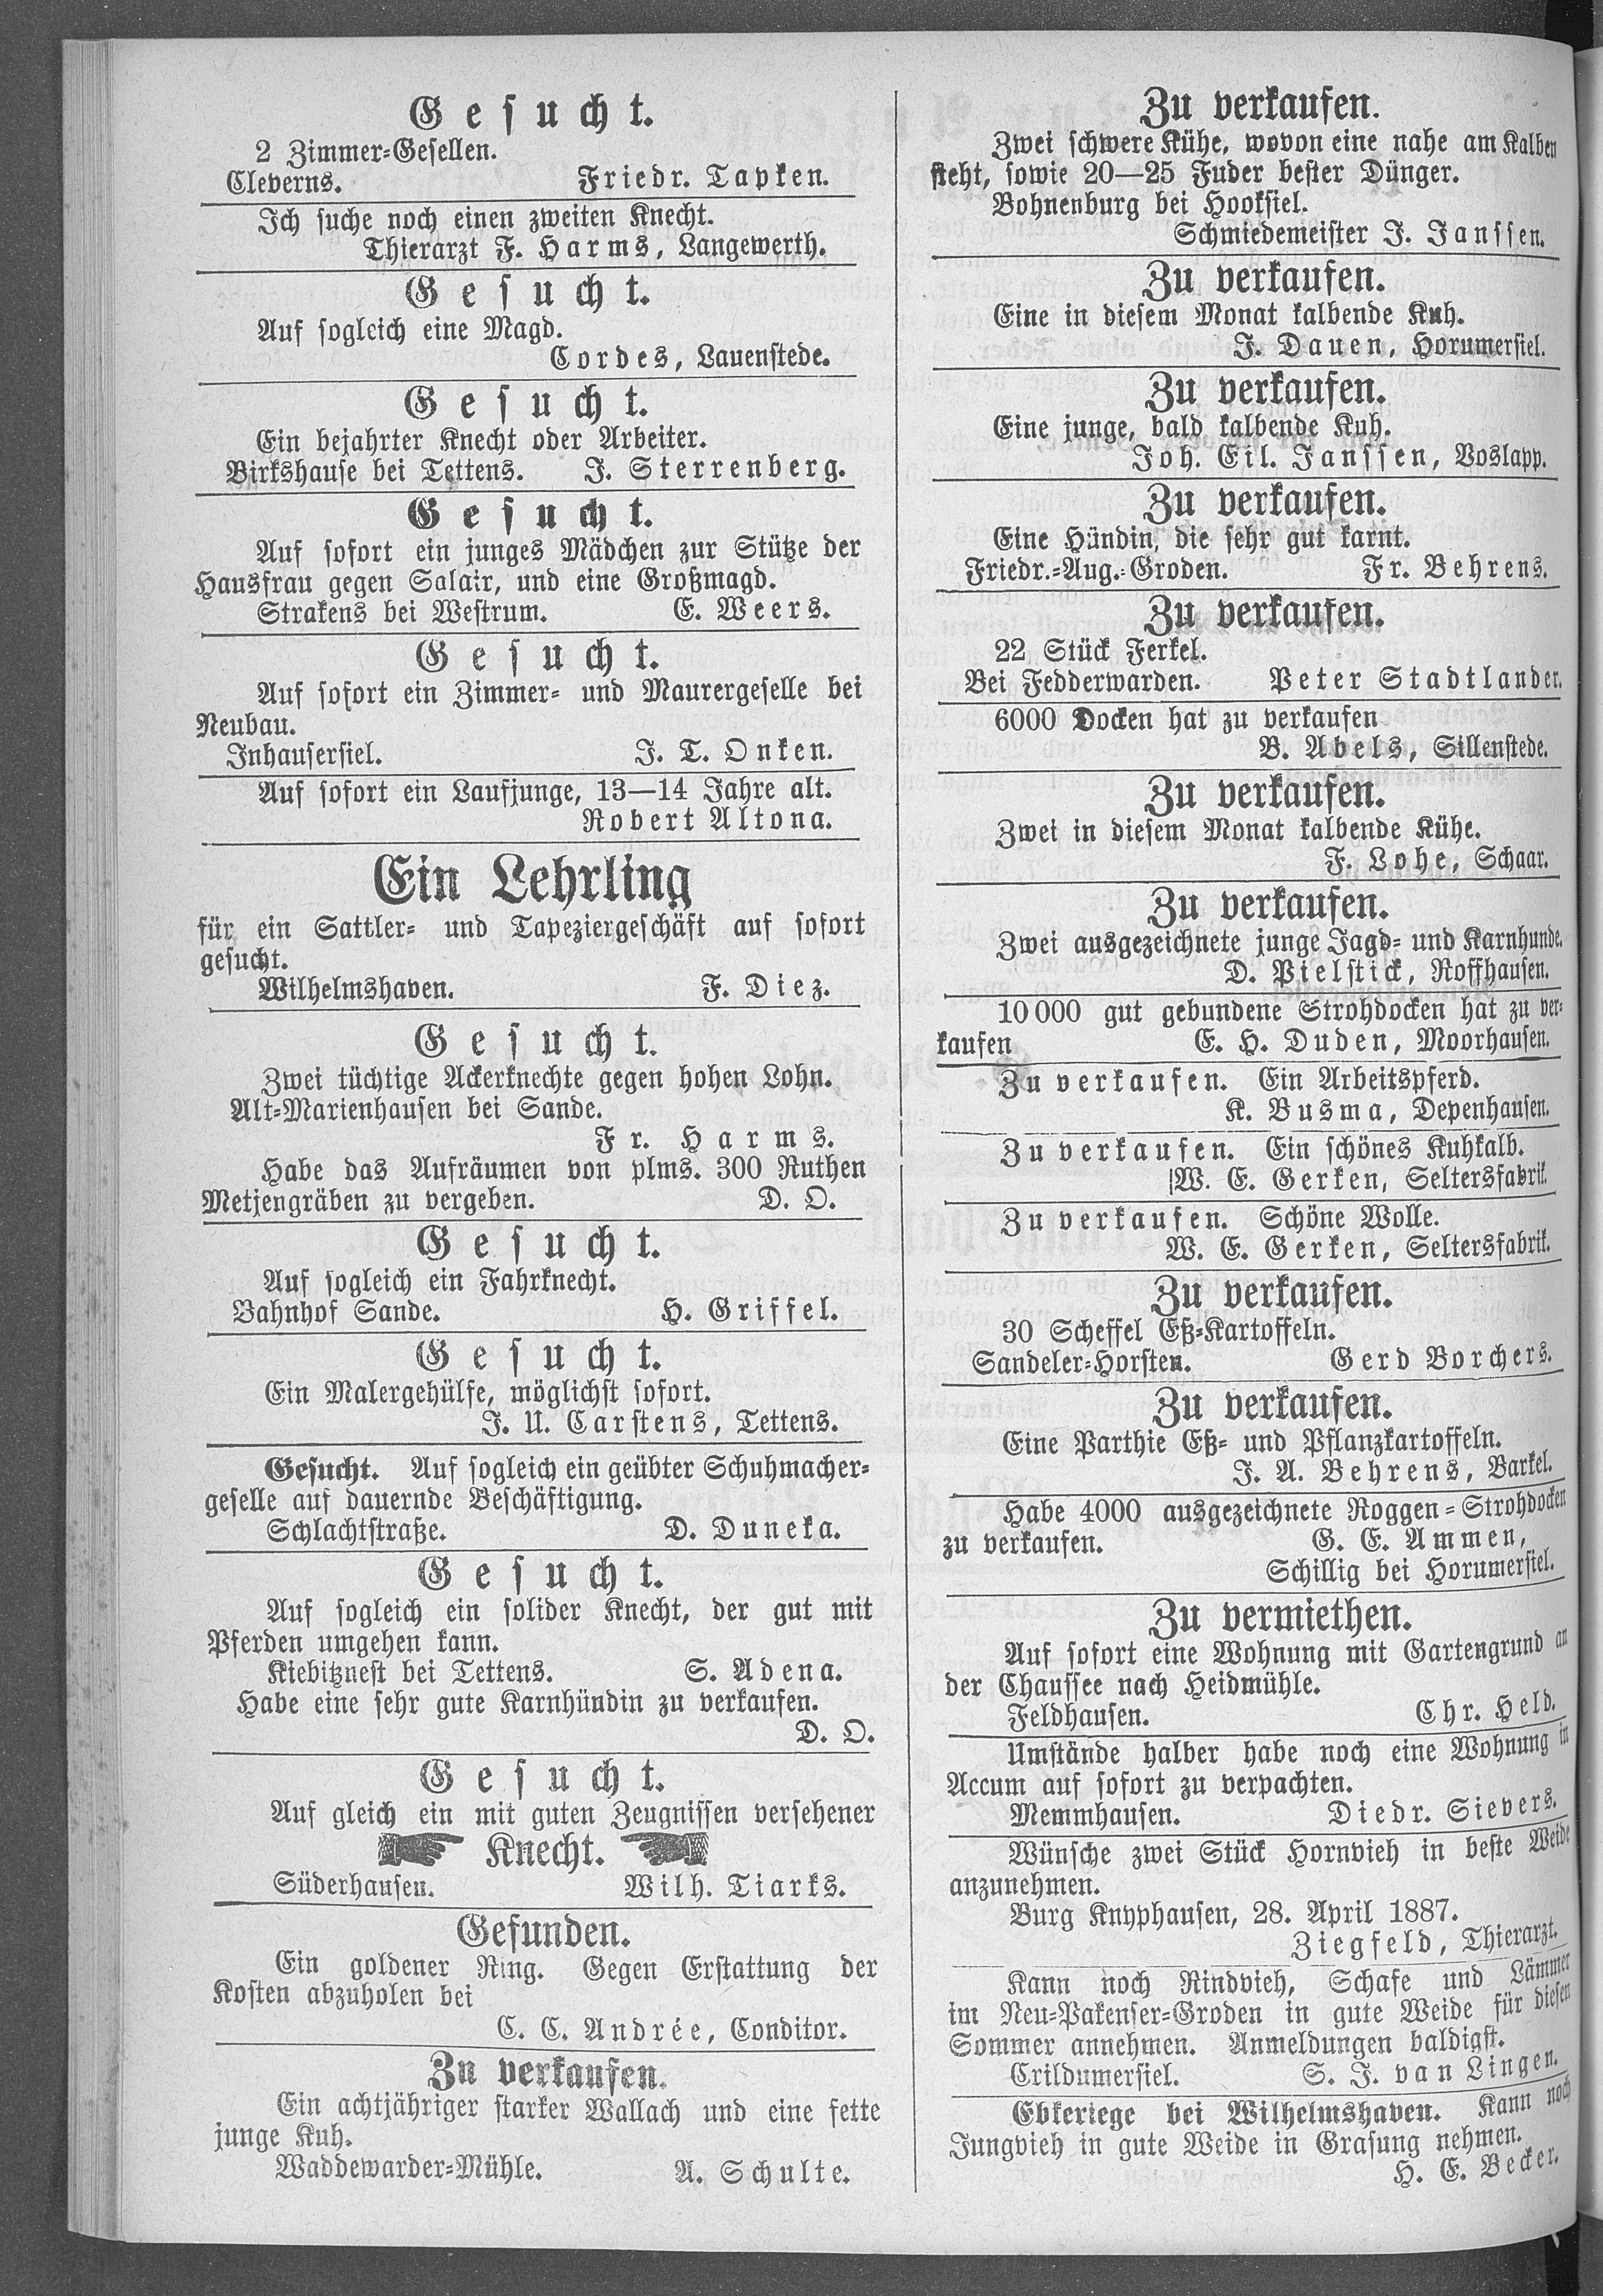 Gesucht.
2 Zimmer-Gesellen.
Cleverns. Friedr. Tapken.
Ich suche noch einen zweiten Knecht.
Thierarzt F. Harms, Langewerth.
Gesucht.
Auf sogleich eine Magd.
Cordes, Lauenstede.
Gesucht.
Ein bejahrter Knecht oder Arbeiter.
Birkshause bei Tettens. J. Sterrenberg.
Gesucht.
Auf sofort ein junges Mädchen zur Stütze der
Hausfrau gegen Salair, und eine Großmagd.
Strakens bei Westrum. E. Weers.
Gesucht.
Auf sofort ein Zimmer- und Maurergeselle bei
Neubau.
Inhausersiel. J. T. Onken.
Auf sofort ein Laufjunge, 13—14 Jahre alt.
Robert Altona.
Ein Lehrling
für ein Sattler- und Tapeziergeschäft auf sofort
gesucht.
Wilhelmshaven. F. Diez.
Gesucht.
Zwei tüchtige Ackerknechte gegen hohen Lohn.
Alt-Marienhausen bei Sande.
Fr. Harms.
Habe das Aufräumen von plms. 300 Ruthen
Metjengräben zu vergeben. D. O.
Gesucht.
Auf sogleich ein Fahrknecht.
Bahnhof Sande. H. Griffel.
Gesucht.
Ein Malergehülfe, möglichst sofort.
J. U. Carstens, Tettens.
Gesucht. Auf sogleich ein geübter Schuhmacher-
geselle auf dauernde Beschäftigung.
Schlachtstraße. D. Duneka.
Gesucht.
Auf sogleich ein solider Knecht, der gut mit
Pferden umgehen kann.
Kiebitznest bei Tettens. S. Adena.
Habe eine sehr gute Karnhündin zu verkaufen.
D. O.
Gesucht.
Auf gleich ein mit guten Zeugnissen versehener
Knecht.
Süderhausen. Wilh. Tiarks.
Gefunden.
Ein goldener Ring. Gegen Erstattung der
Kosten abzuholen bei
C. C. Andrée, Conditor.
Zu verkaufen.
Ein achtjähriger starker Wallach und eine fette
junge Kuh.
Waddewarder-Mühle. A. Schulte.
Zu verkaufen.
Zwei schwere Kühe, wovon eine nahe am Kalben
steht, sowie 20—25 Fuder bester Dünger.
Bohnenburg bei Hooksiel.
Schmiedemeister J. Janssen.
Zu verkaufen.
Eine in diesem Monat kalbende Kuh.
J. Dauen, Horumersiel.
Zu verkaufen.
Eine junge, bald kalbende Kuh.
Joh. Eil. Janssen, Voslapp.
Zu verkaufen.
Eine Hündin, die sehr gut karnt.
Friedr.-Aug.-Groden. Fr. Behrens.
Zu verkaufen.
22 Stück Ferkel.
Bei Fedderwarden. Peter Stadtlander.
6000 Docken hat zu verkaufen
B. Abels, Sillenstede.
Zu verkaufen.
Zwei in diesem Monat kalbende Kühe.
F. Lohe, Schaar.
Zu verkaufen.
Zwei ausgezeichnete junge Jagd- und Karnhunde.
D. Pielstick, Roffhausen.
10 000 gut gebundene Strohdocken hat zu ver-
kaufen E. H. Duden, Moorhausen.
Zu verkaufen. Ein Arbeitspferd.
K. Busma, Depenhausen.
Zu verkaufen. Ein schönes Kuhkalb.
W. E. Gerken, Seltersfabrik.
Zu verkaufen. Schöne Wolle.
W. E. Gerken, Seltersfabrik.
Zu verkaufen.
30 Scheffel Eß-Kartoffeln.
Sandeler-Horsten. Gerd Borchers.
Zu verkaufen.
Eine Parthie Eß- und Pflanzkartoffeln.
J. A. Behrens, Barkel.
Habe 4000 ausgezeichnete Roggen-Strohdocken
zu verkaufen. G. E. Ammen,
Schillig bei Horumersiel.
Zu vermiethen.
Auf sofort eine Wohnung mit Gartengrund an
der Chaussee nach Heidmühle.
Feldhausen. Chr. Held.
Umstände halber habe noch eine Wohnung in
Accum auf sofort zu verpachten.
Memmhausen. Diedr. Sievers.
Wünsche zwei Stück Hornvieh in beste Weide
anzunehmen.
Burg Knyphausen, 28. April 1887.
Ziegfeld, Thierarzt.
Kann noch Rindvieh, Schafe und Lämmer
im Neu-Pakenser-Groden in gute Weide für diesen
Sommer annehmen. Anmeldungen baldigst.
Crildumersiel. S. J. van Lingen.
Ebkeriege bei Wilhelmshaven. Kann noch
Jungvieh in gute Weide in Grasung nehmen.
H. E. Becker.